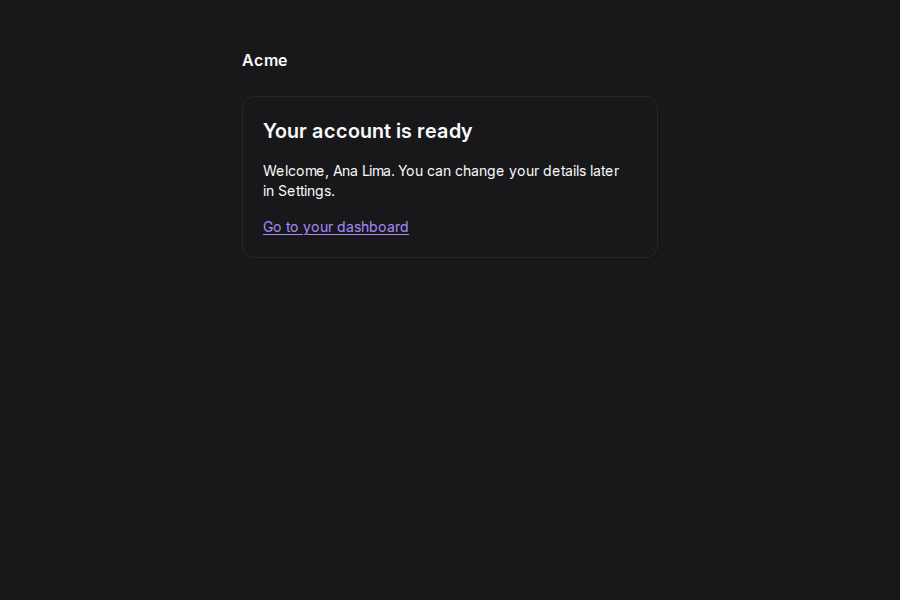 Acme
Your account is ready
Welcome, Ana Lima. You can change your details later
in Settings.
Go to your dashboard